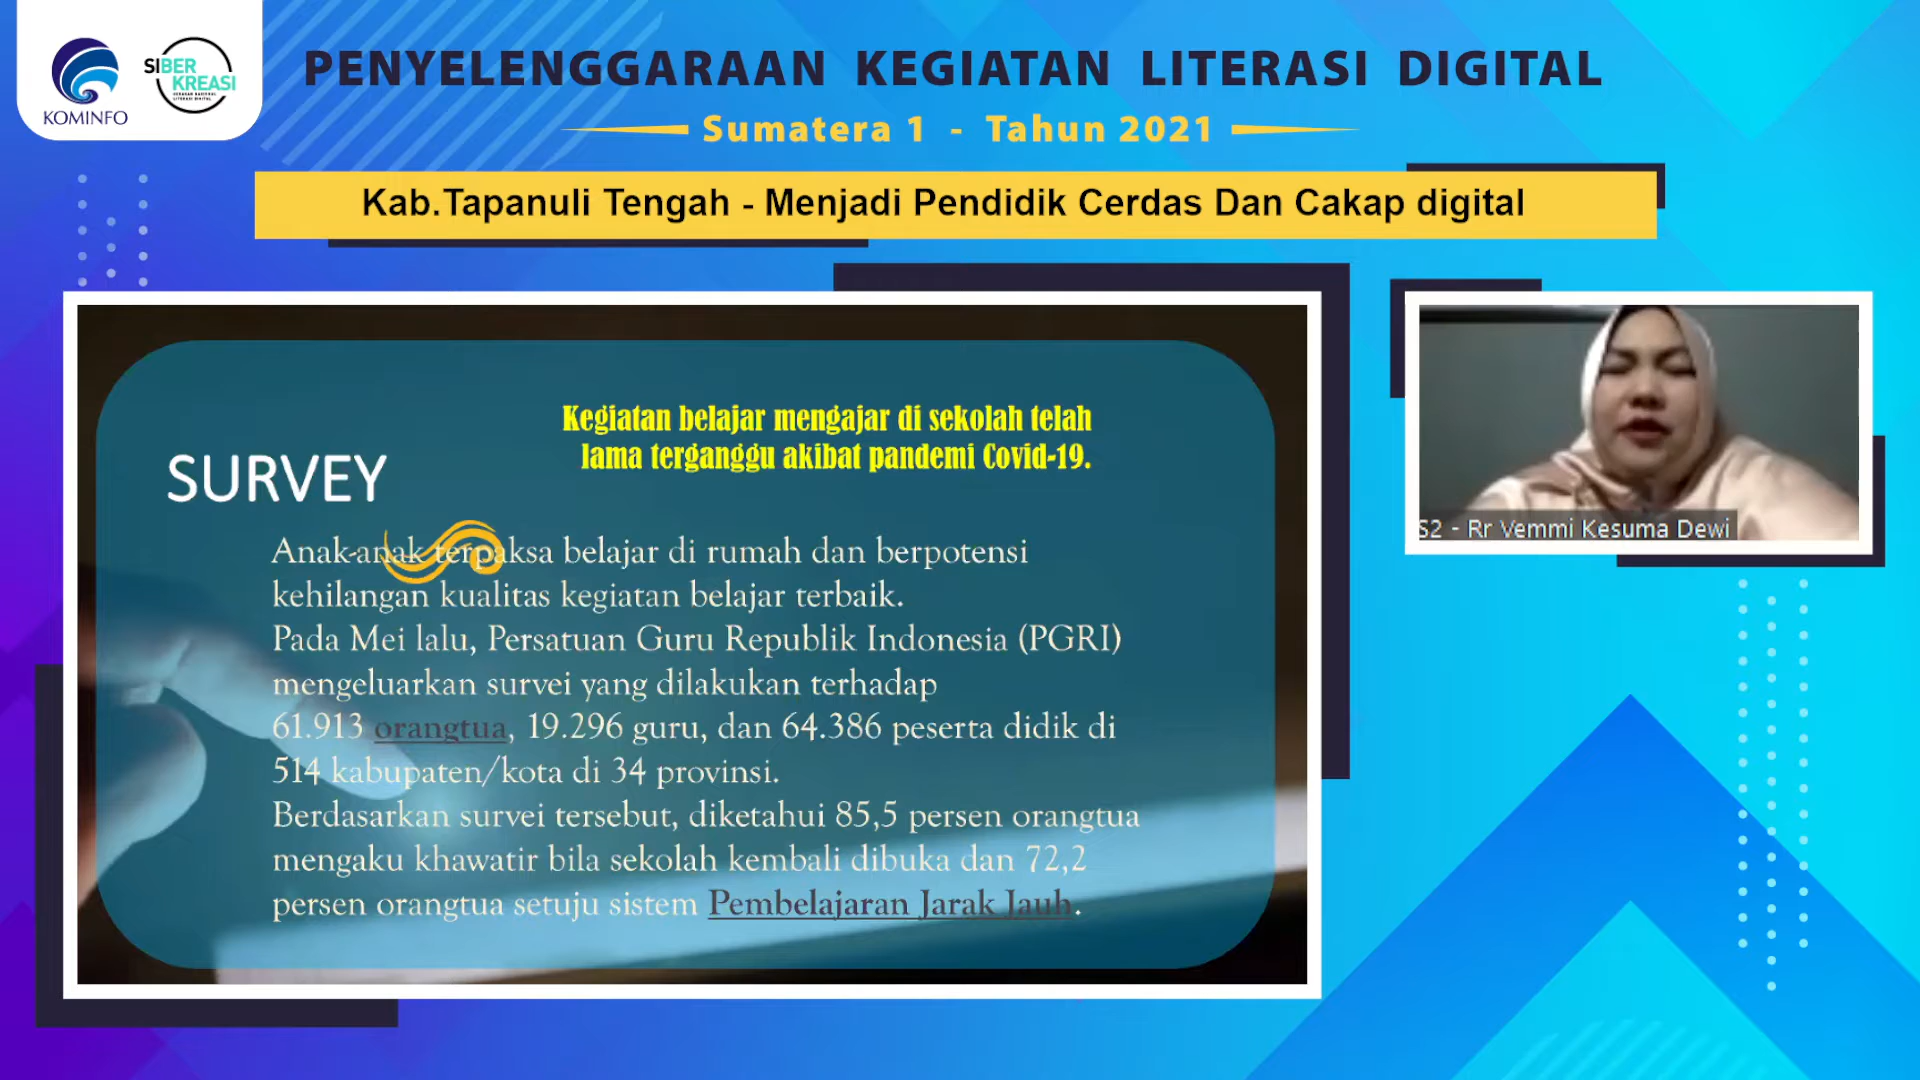 KOMINFO
SIBER
KREASI
GERAKAN NASIONAL
LITERASI DIGITAL
PENYELENGGARAAN KEGIATAN LITERASI DIGITAL
Sumatera 1 - Tahun 2021
Kab.Tapanuli Tengah - Menjadi Pendidik Cerdas Dan Cakap digital
Kegiatan belajar mengajar di sekolah telah
lama terganggu akibat pandemi Covid-19.
SURVEY
Anak-anak terpaksa belajar di rumah dan berpotensi
kehilangan kualitas kegiatan belajar terbaik.
Pada Mei lalu, Persatuan Guru Republik Indonesia (PGRI)
mengeluarkan survei yang dilakukan terhadap
61.913 orangtua, 19.296 guru, dan 64.386 peserta didik di
514 kabupaten/kota di 34 provinsi.
Berdasarkan survei tersebut, diketahui 85,5 persen orangtua
mengaku khawatir bila sekolah kembali dibuka dan 72,2
persen orangtua setuju sistem Pembelajaran Jarak Jauh.
S2 - Rr Vemmi Kesuma Dewi